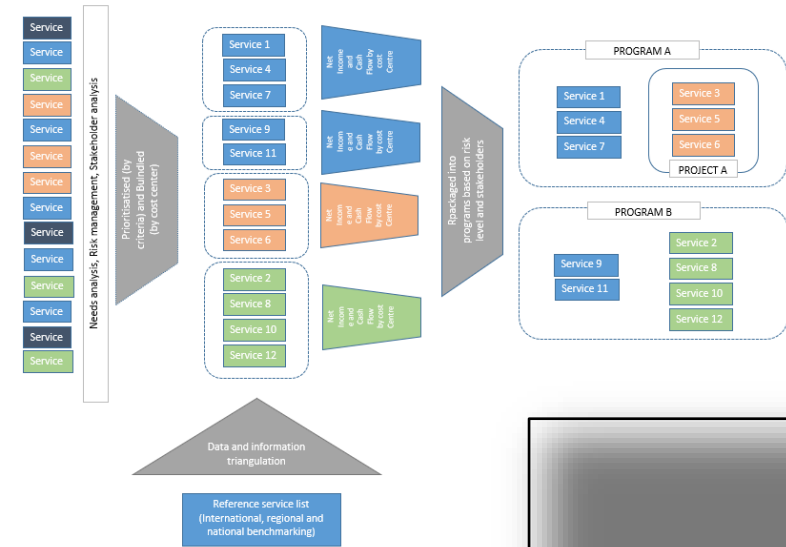 Service
Service
Service
Service
Service
Service
Service
Service
Service
Service
Service
Service
Service
Service
Needs analysis, Risk management, Stakeholder analysis
Prioritisatised (by
criteria) and Buindled
(by cost center)
Service 1
Service 4
Service 7
Service 9
Service 11
Service 3
Service 5
Service 6
Service 2
Service 8
Service 10
Service 12
Net
Income
and
Cash
Flow by
cost
Centre
Net
Incom
e and
Cash
Flow
by cost
Centre
Net
Incom
e and
Cash
Flow
by cost
Centre
Net
Incom
e and
Cash
Flow
by cost
Centre
Rpackaged into
programs based on risk
level and stakeholders
PROGRAM A
Service 1
Service 4
Service 7
Service 3
Service 5
Service 6
PROJECT A
PROGRAM B
Service 9
Service 11
Service 2
Service 8
Service 10
Service 12
Data and information
triangulation
Reference service list
(International, regional and
national benchmarking)